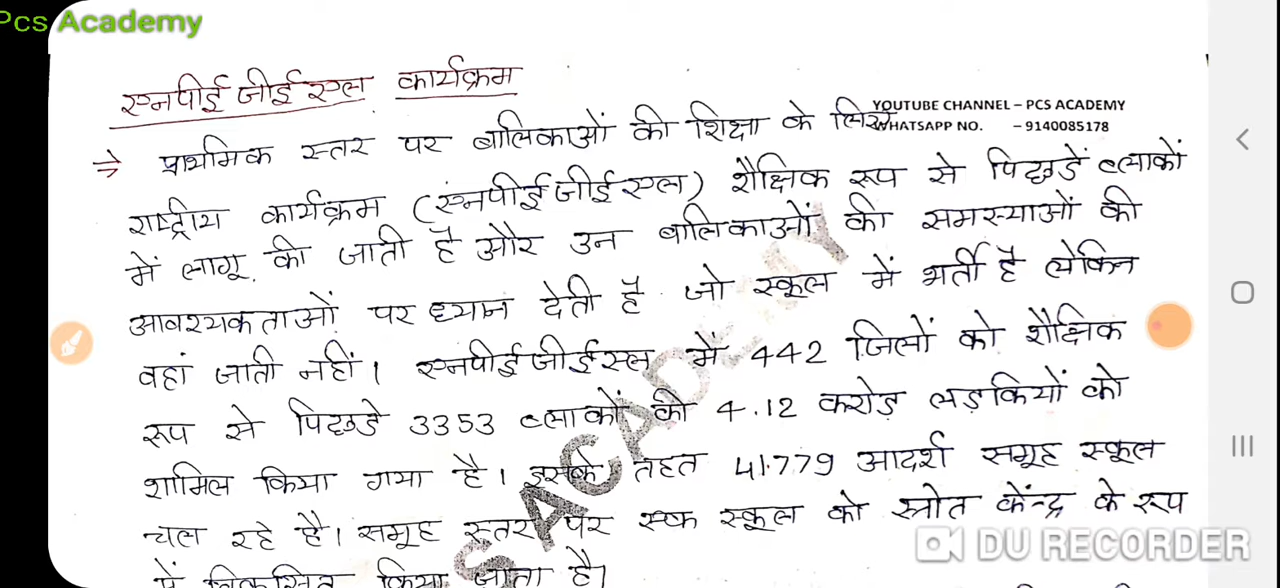 Pcs Academy
एनपीईजीईएल कार्यक्रम
YOUTUBE CHANNEL – PCS ACADEMY
WHATSAPP NO. – 9140085178
→ प्राथमिक स्तर पर बालिकाओं की शिक्षा के लिए
राष्ट्रीय कार्यक्रम (एनपीईजीईएल) शैक्षिक रूप से पिछडें ब्लाकों
में लागू की जाती है और उन बालिकाओं की समस्याओं की
आवश्यकताओं पर ध्यान देती है जो स्कूल में भर्ती है लेकिन
वहां जाती नहीं। एनपीईजीईएल में 442 जिलों को शैक्षिक
रूप से पिछडे 3353 ब्लाकों की 4.12 करोड़ लड़कियों को
शामिल किया गया है। इसके तहत 41.779 आदर्श समूह स्कूल
चल रहे है। समूह स्तर पर एक स्कूल को स्त्रोत केंन्द्र के रूप
में विकसित किया जाता है।
DU RECORDER